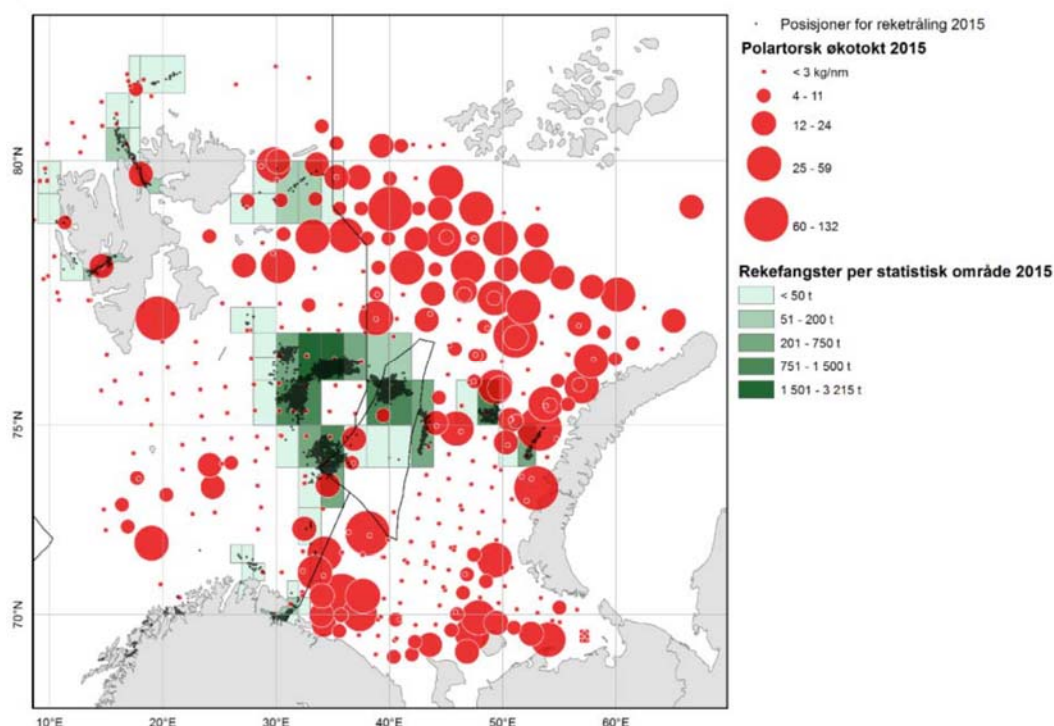 Posisjoner for reketråling 2015
Polartorsk økotokt 2015
< 3 kg/nm
4 - 11
12 - 24
25 - 59
60 - 132
Rekefangster per statistisk område 2015
< 50 t
51 - 200 t
201 - 750 t
751 - 1 500 t
1 501 - 3 215 t
80°N
75°N
70°N
10°E 20°E 30°E 40°E 50°E 60°E